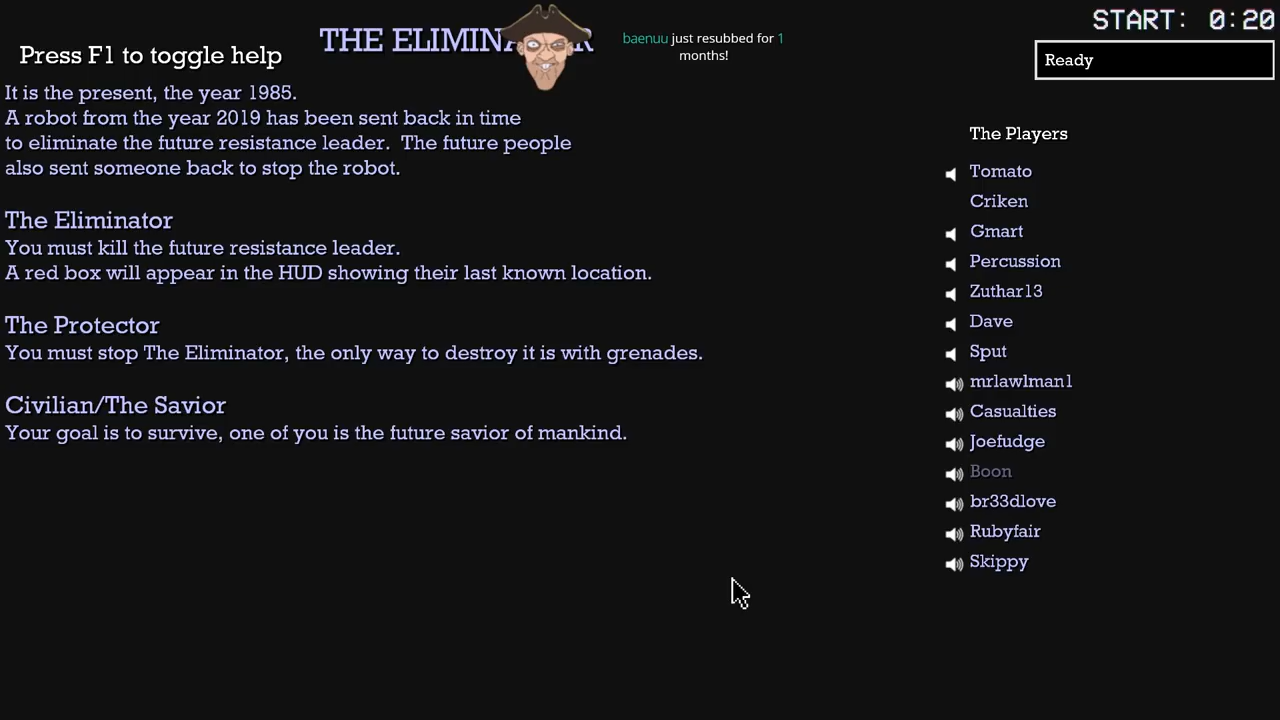 START: 0:20
THE ELIMINATOR
baenuu just resubbed for 1
months!
Press F1 to toggle help
Ready
It is the present, the year 1985.
A robot from the year 2019 has been sent back in time
to eliminate the future resistance leader. The future people
also sent someone back to stop the robot.
The Eliminator
You must kill the future resistance leader.
A red box will appear in the HUD showing their last known location.
The Protector
You must stop The Eliminator, the only way to destroy it is with grenades.
Civilian/The Savior
Your goal is to survive, one of you is the future savior of mankind.
The Players
Tomato
Criken
Gmart
Percussion
Zuthar13
Dave
Sput
mrlawlman1
Casualties
Joefudge
Boon
br33dlove
Rubyfair
Skippy